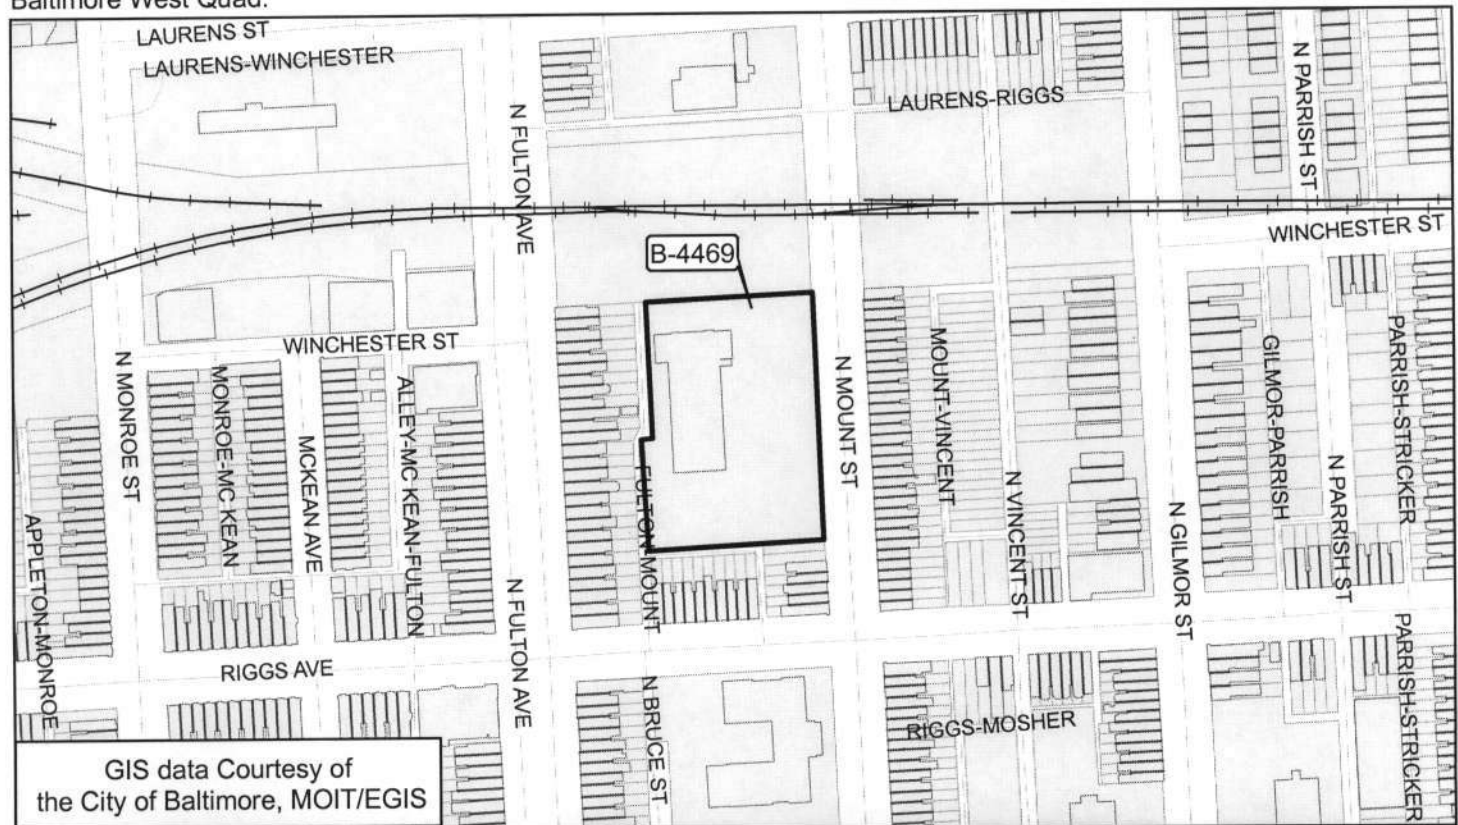 Baltimore West Quad.
LAURENS ST
LAURENS-WINCHESTER
N FULTON AVE
LAURENS-RIGGS
N PARRISH ST
WINCHESTER ST
B-4469
WINCHESTER ST
N MONROE ST
MONROE-MC KEAN
MCKEAN AVE
ALLEY-MC KEAN-FULTON
FULTON-MOUNT
N MOUNT ST
MOUNT-VINCENT
N VINCENT ST
N GILMOR ST
GILMOR-PARRISH
N PARRISH ST
PARRISH-STRICKER
APPLETON-MONROE
N FULTON AVE
RIGGS AVE
N BRUCE ST
RIGGS-MOSHER
PARRISH-STRICKER
GIS data Courtesy of
the City of Baltimore, MOIT/EGIS